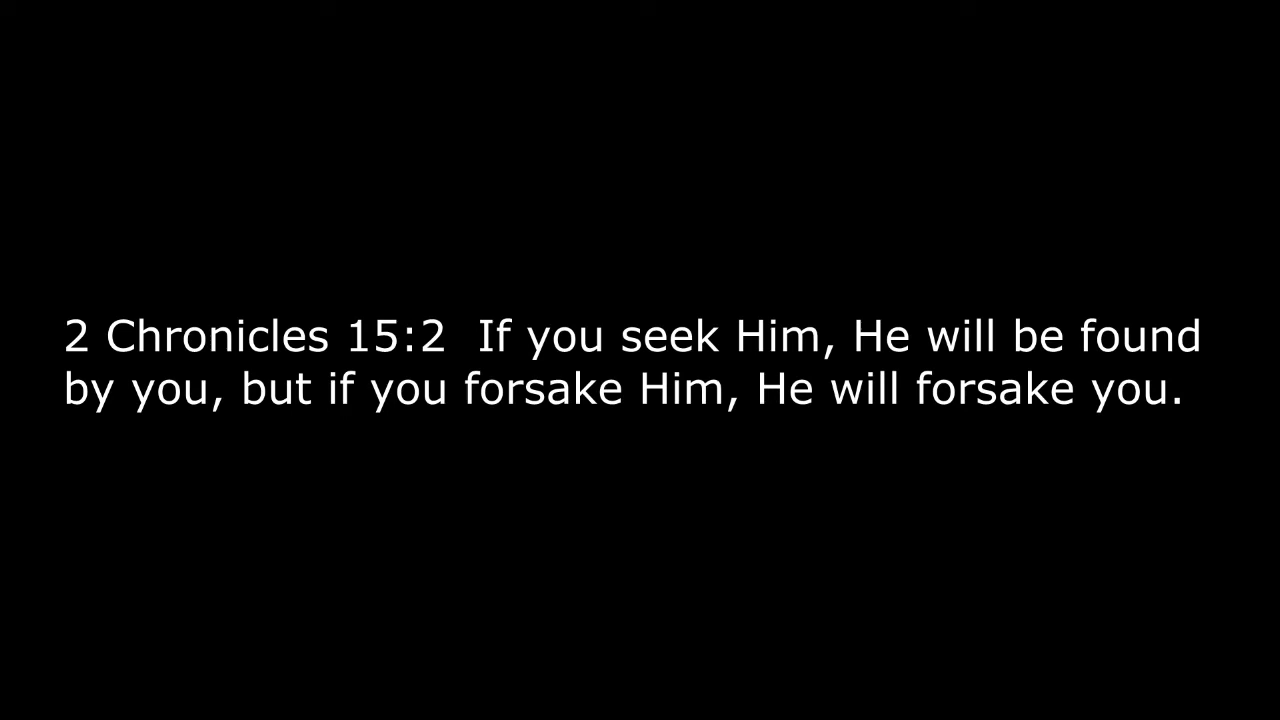 2 Chronicles 15:2  If you seek Him, He will be found
by you, but if you forsake Him, He will forsake you.